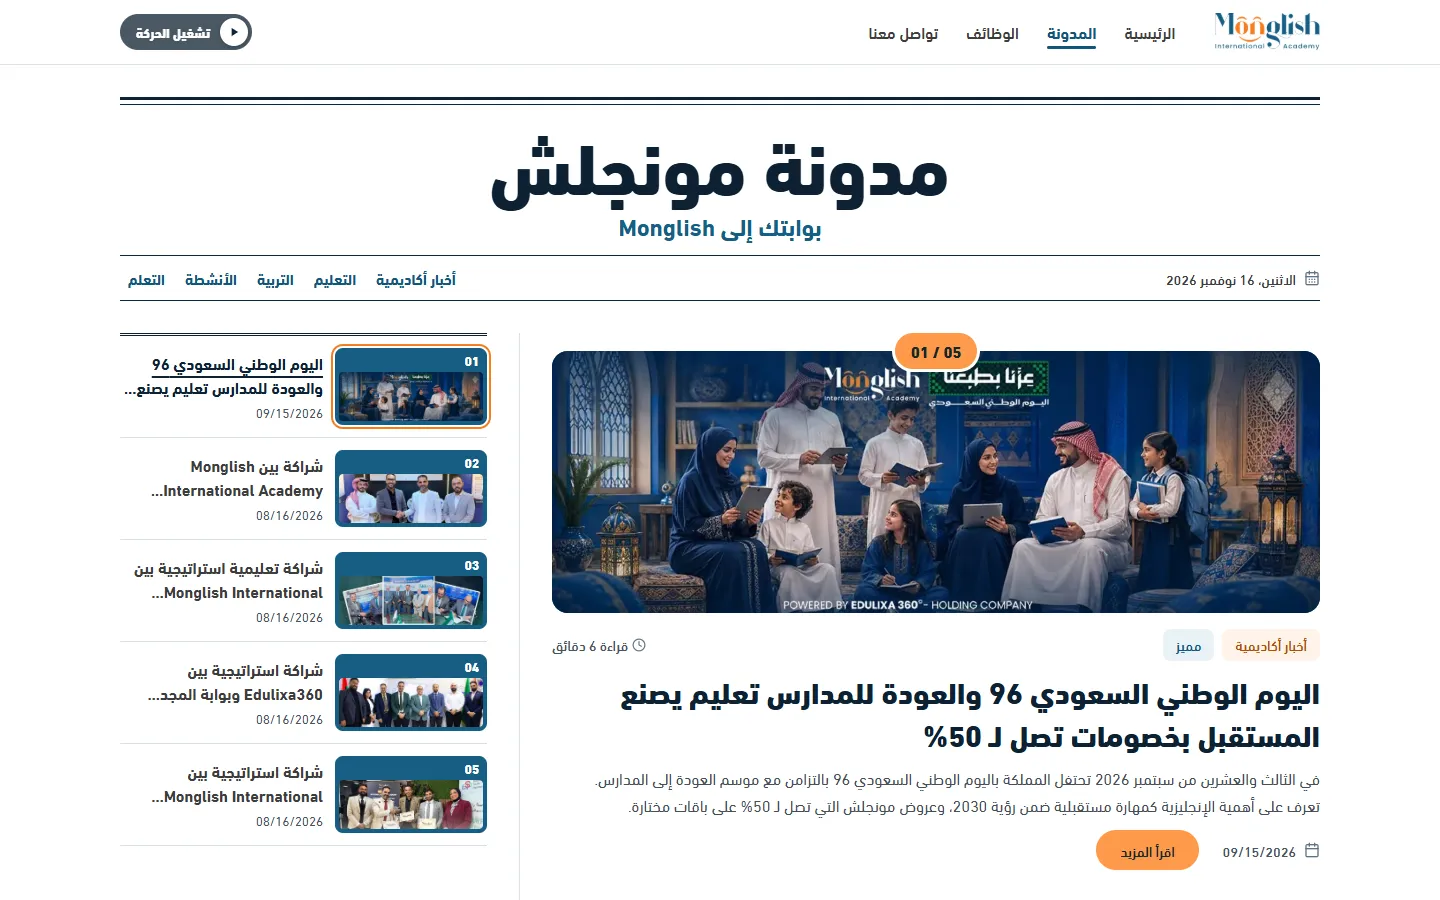 Monglish
International Academy
الرئيسية
المدونة
الوظائف
تواصل معنا
تشغيل الحركة
مدونة مونجلش
بوابتك إلى Monglish
الاثنين، 16 نوفمبر 2026
أخبار أكاديمية
التعليم
التربية
الأنشطة
التعلم
01 / 05
Monglish
International Academy
عزّنا بطبعنا
اليوم الوطني السعودي
POWERED BY EDULIXA 360°- HOLDING COMPANY
أخبار أكاديمية
مميز
قراءة 6 دقائق
اليوم الوطني السعودي 96 والعودة للمدارس تعليم يصنع
المستقبل بخصومات تصل لـ 50%
في الثالث والعشرين من سبتمبر 2026 تحتفل المملكة باليوم الوطني السعودي 96 بالتزامن مع موسم العودة إلى المدارس.
تعرف على أهمية الإنجليزية كمهارة مستقبلية ضمن رؤية 2030، وعروض مونجلش التي تصل لـ 50% على باقات مختارة.
09/15/2026
اقرأ المزيد
01
اليوم الوطني السعودي 96
والعودة للمدارس تعليم يصنع...
09/15/2026
02
شراكة بين Monglish
International Academy...
08/16/2026
03
شراكة تعليمية استراتيجية بين
Monglish International...
08/16/2026
04
شراكة استراتيجية بين
Edulixa360 وبوابة المجد...
08/16/2026
05
شراكة استراتيجية بين
Monglish International...
08/16/2026